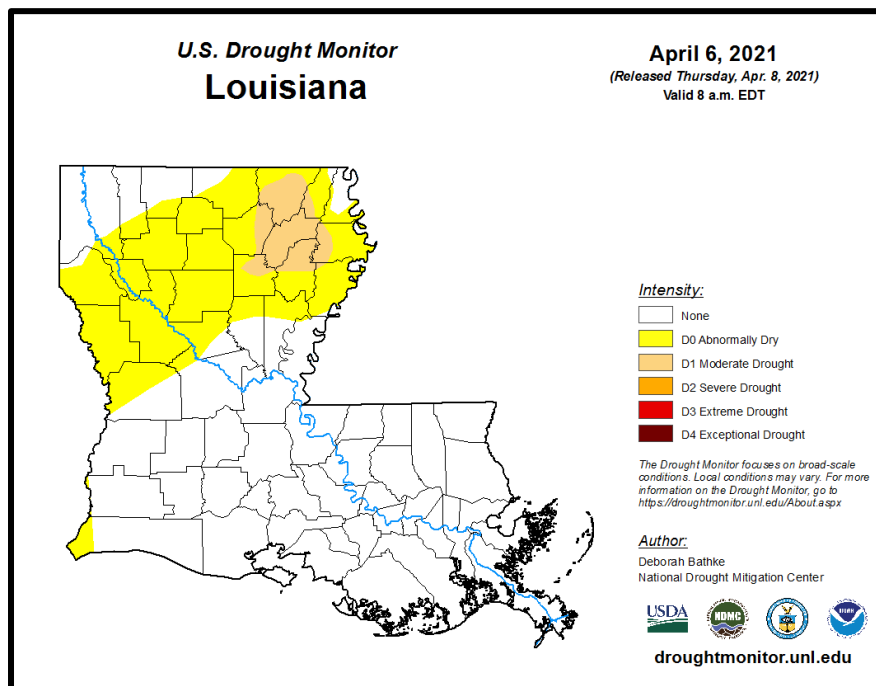 U.S. Drought Monitor
Louisiana
April 6, 2021
(Released Thursday, Apr. 8, 2021)
Valid 8 a.m. EDT
Intensity:
None
D0 Abnormally Dry
D1 Moderate Drought
D2 Severe Drought
D3 Extreme Drought
D4 Exceptional Drought
The Drought Monitor focuses on broad-scale
conditions. Local conditions may vary. For more
information on the Drought Monitor, go to
https://droughtmonitor.unl.edu/About.aspx
Author:
Deborah Bathke
National Drought Mitigation Center
USDA
NDMC
droughtmonitor.unl.edu